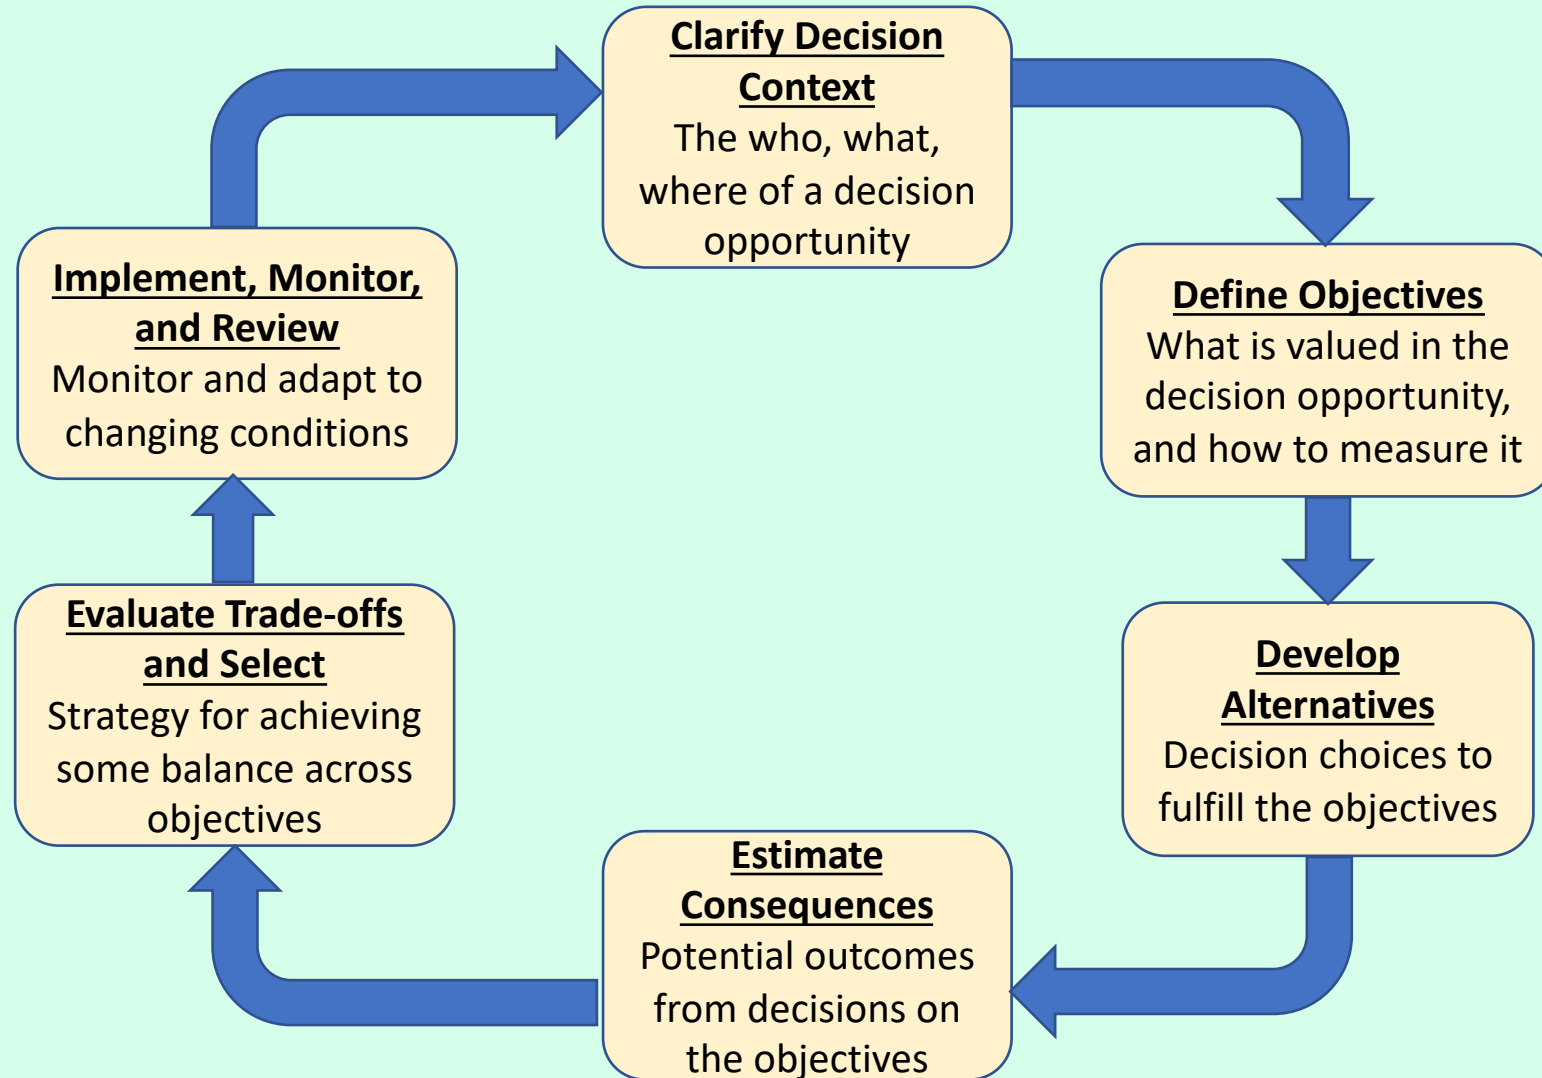 Clarify Decision
Context
The who, what,
where of a decision
opportunity
Define Objectives
What is valued in the
decision opportunity,
and how to measure it
Develop
Alternatives
Decision choices to
fulfill the objectives
Estimate
Consequences
Potential outcomes
from decisions on
the objectives
Evaluate Trade-offs
and Select
Strategy for achieving
some balance across
objectives
Implement, Monitor,
and Review
Monitor and adapt to
changing conditions